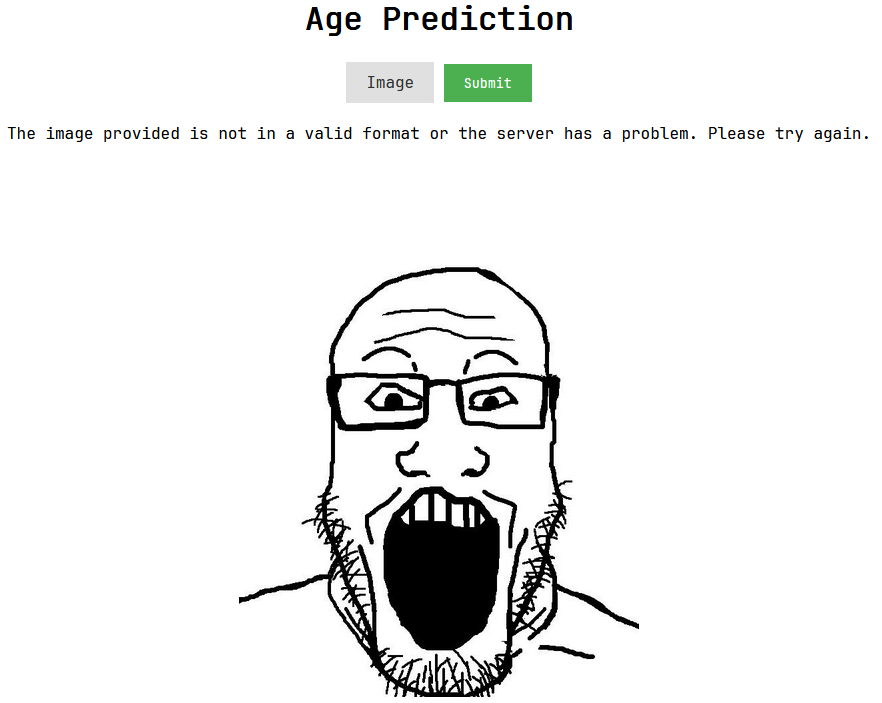 Age Prediction
Image Submit
The image provided is not in a valid format or the server has a problem. Please try again.